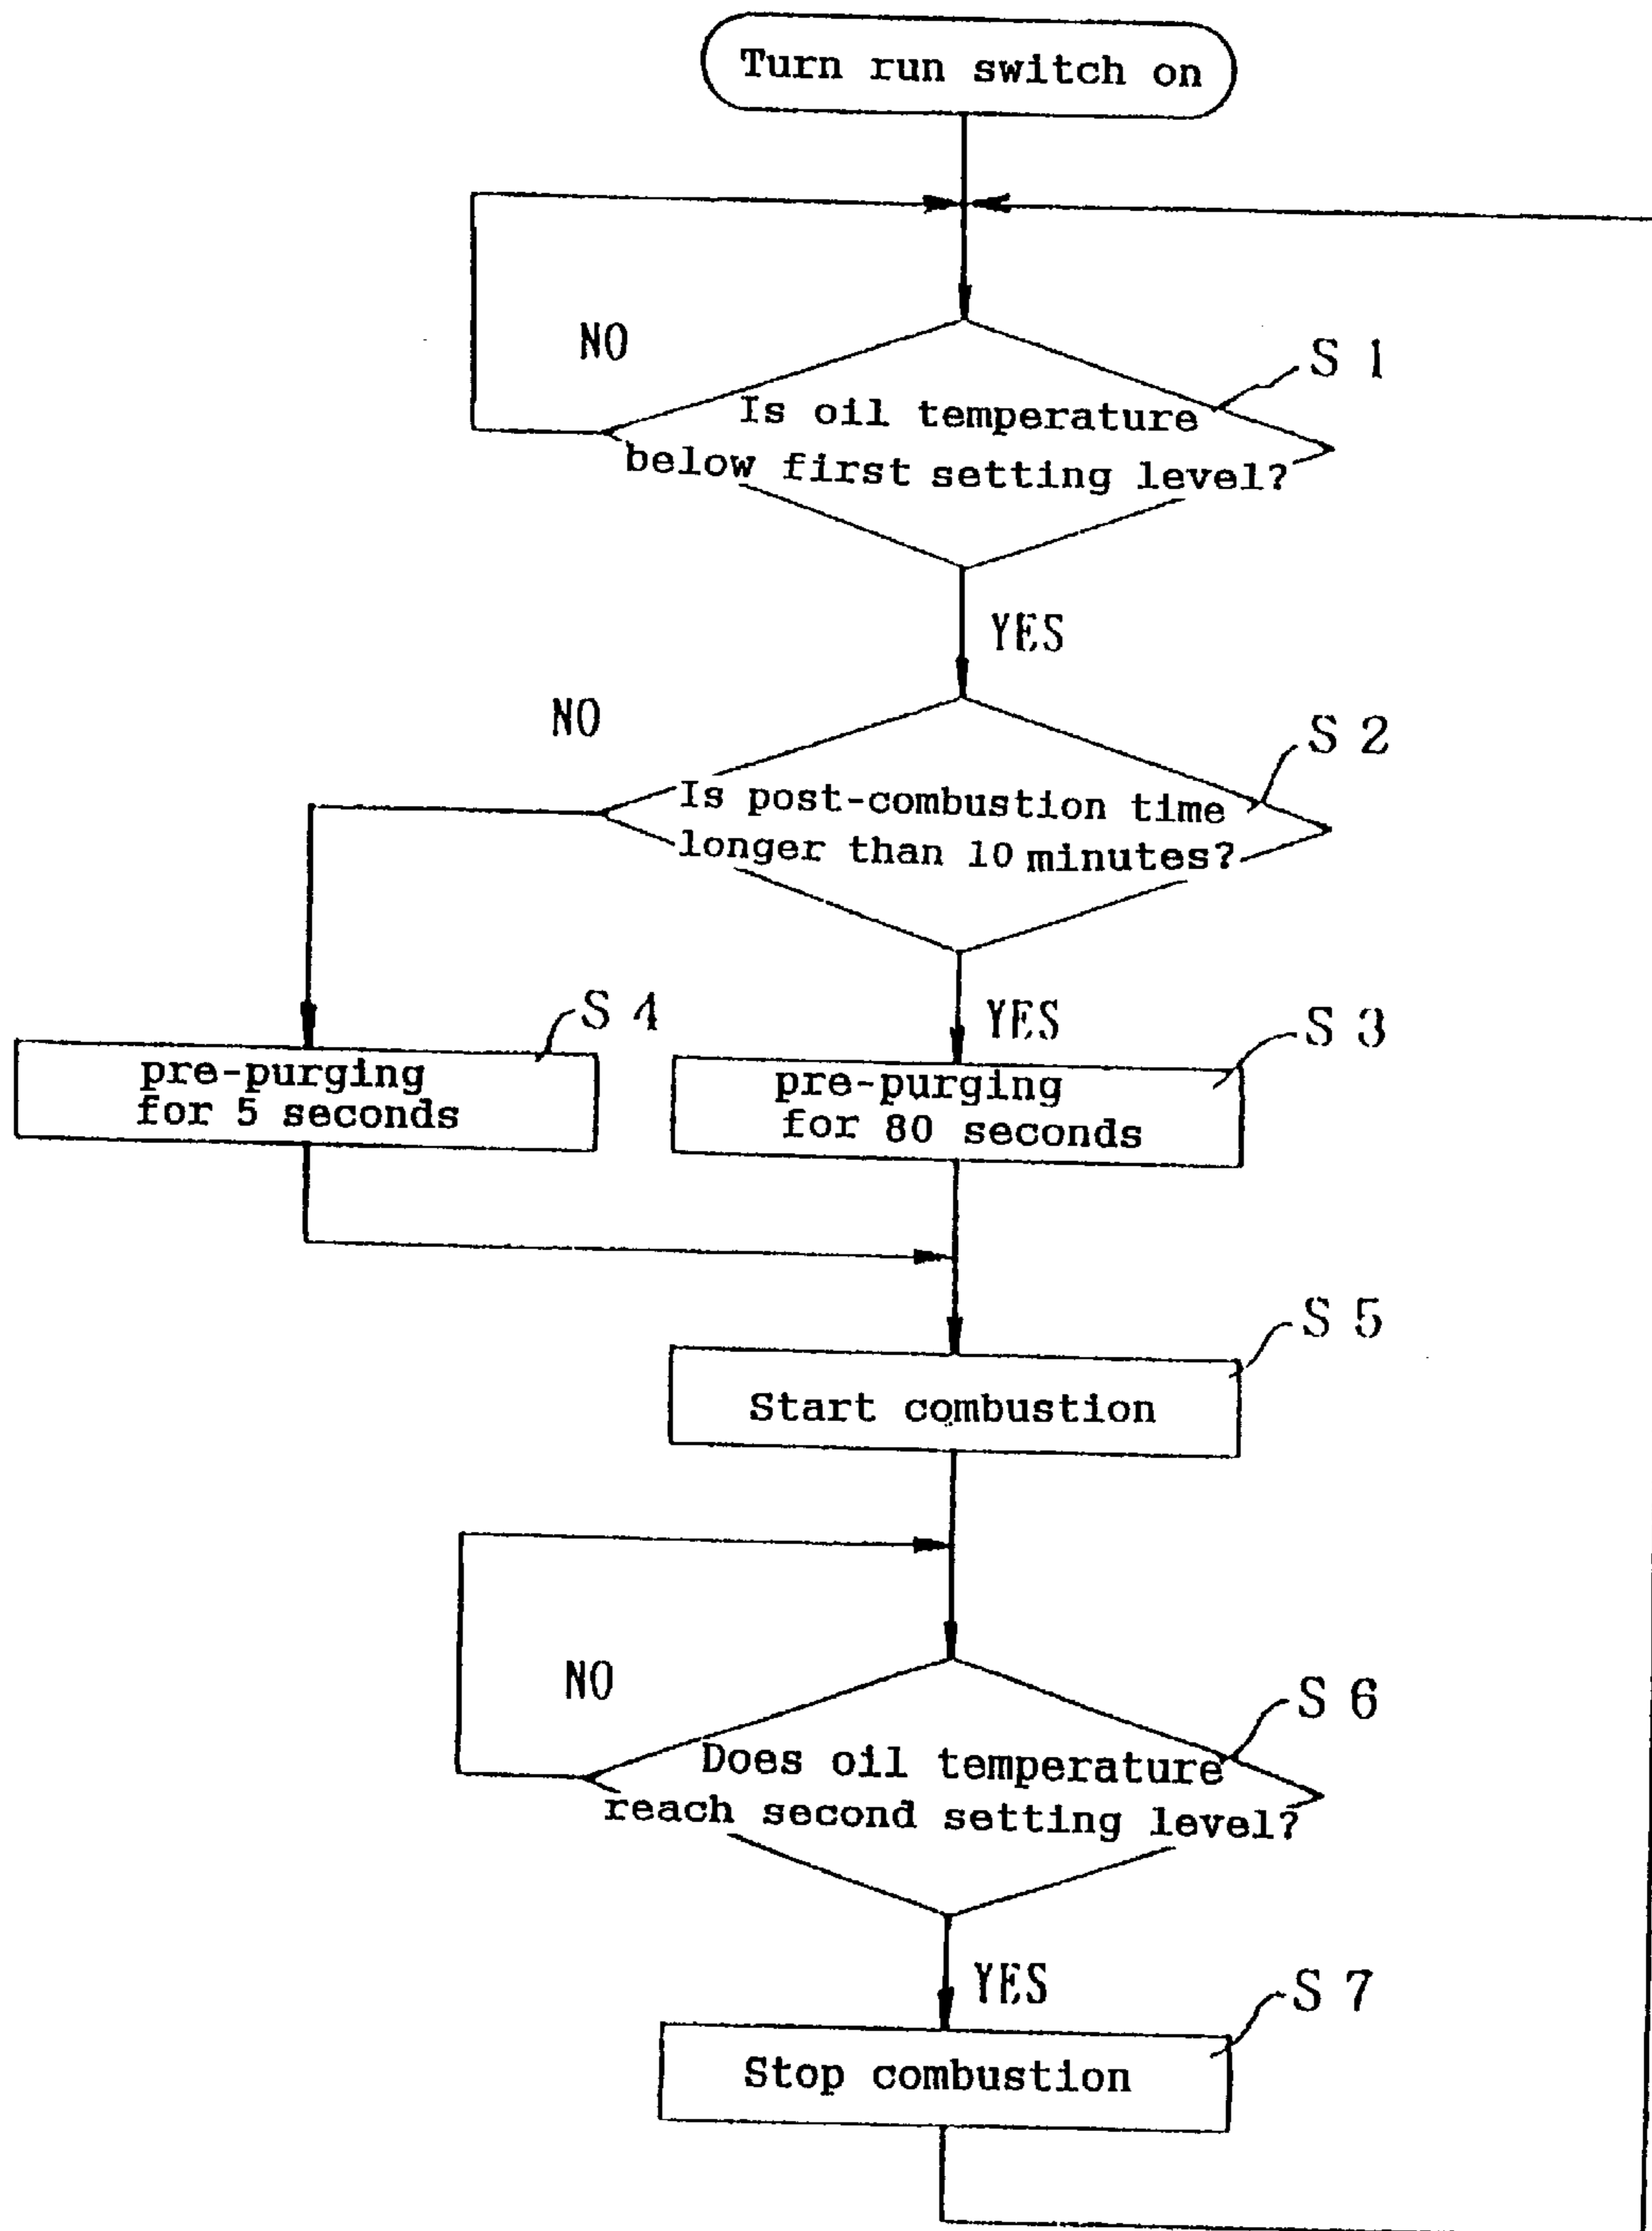 Turn run switch on
NO
S 1
Is oil temperature
below first setting level?
YES
NO
S 2
Is post-combustion time
longer than 10 minutes?
YES
S 4
pre-purging
for 5 seconds
S 3
pre-purging
for 80 seconds
S 5
Start combustion
NO
S 6
Does oil temperature
reach second setting level?
YES
S 7
Stop combustion